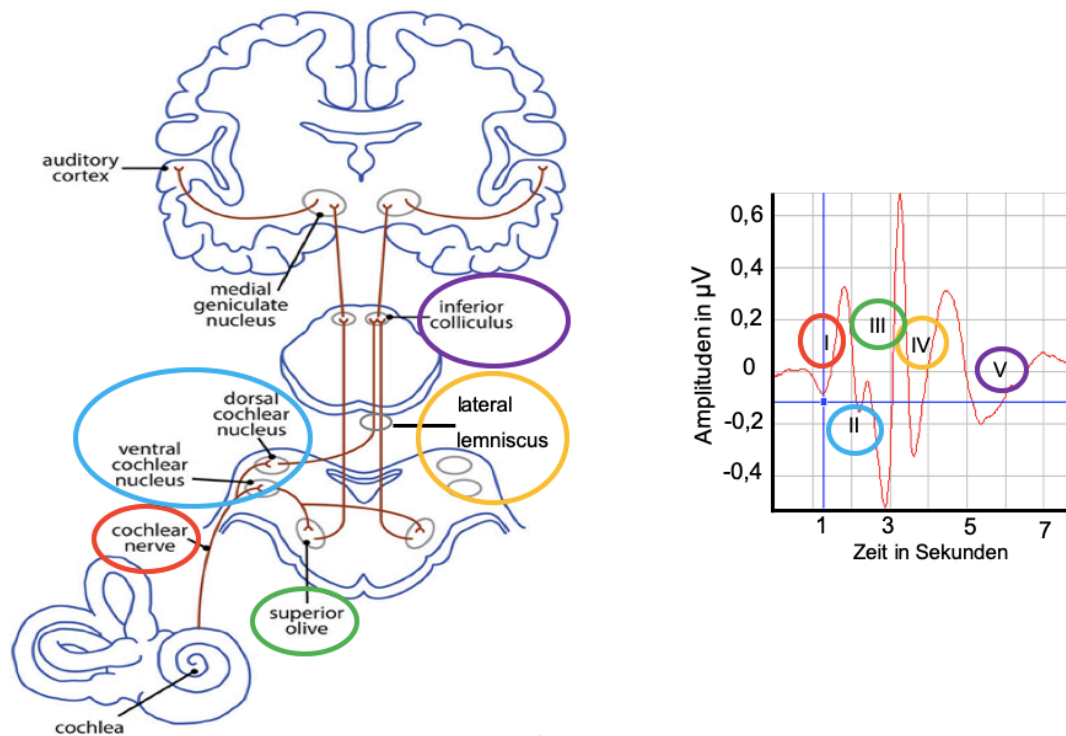 auditory
cortex
medial
geniculate
nucleus
inferior
colliculus
dorsal
cochlear
nucleus
lateral
lemniscus
ventral
cochlear
nucleus
cochlear
nerve
superior
olive
cochlea
Amplituden in µV
0,6
0,4
0,2
0
-0,2
-0,4
I
II
III
IV
V
1 3 5 7
Zeit in Sekunden